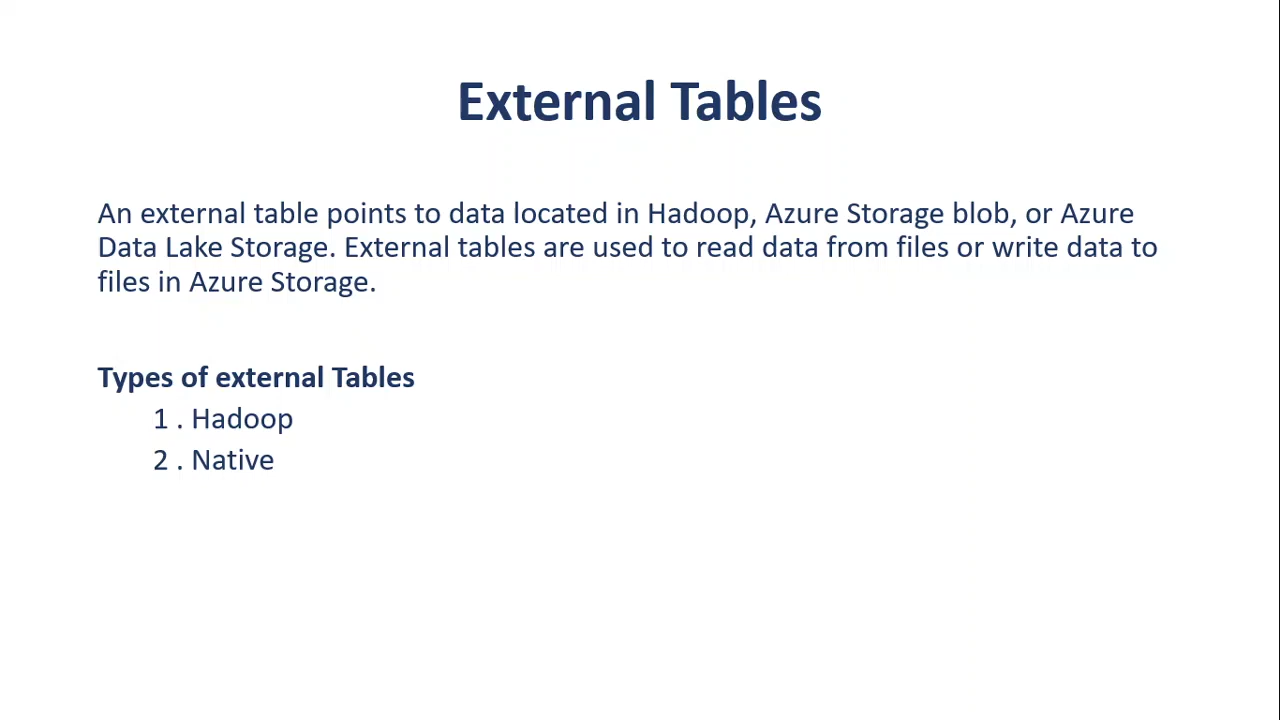 External Tables
An external table points to data located in Hadoop, Azure Storage blob, or Azure
Data Lake Storage. External tables are used to read data from files or write data to
files in Azure Storage.
Types of external Tables
1 . Hadoop
2 . Native